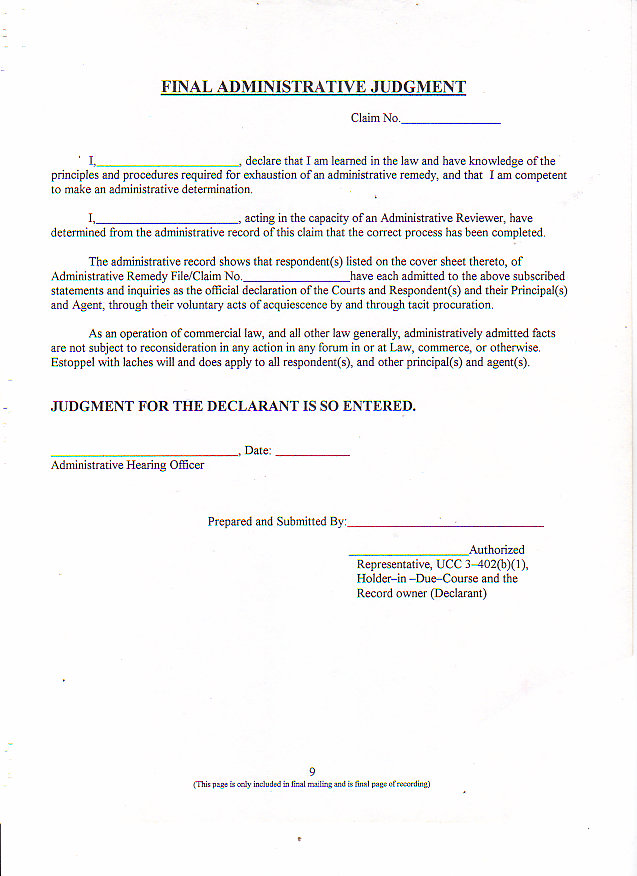 FINAL ADMINISTRATIVE JUDGMENT
Claim No.__________________
I,__________________________, declare that I am learned in the law and have knowledge of the
principles and procedures required for exhaustion of an administrative remedy, and that I am competent
to make an administrative determination.
I,__________________________, acting in the capacity of an Administrative Reviewer, have
determined from the administrative record of this claim that the correct process has been completed.
The administrative record shows that respondent(s) listed on the cover sheet thereto, of
Administrative Remedy File/Claim No.____________________have each admitted to the above subscribed
statements and inquiries as the official declaration of the Courts and Respondent(s) and their Principal(s)
and Agent, through their voluntary acts of acquiescence by and through tacit procuration.
As an operation of commercial law, and all other law generally, administratively admitted facts
are not subject to reconsideration in any action in any forum in or at Law, commerce, or otherwise.
Estoppel with laches will and does apply to all respondent(s), and other principal(s) and agent(s).
JUDGMENT FOR THE DECLARANT IS SO ENTERED.
__________________________________, Date: ______________
Administrative Hearing Officer
Prepared and Submitted By:____________________________________
______________________Authorized
Representative, UCC 3–402(b)(1),
Holder–in –Due–Course and the
Record owner (Declarant)
9
(This page is only included in final mailing and is final page of recording)